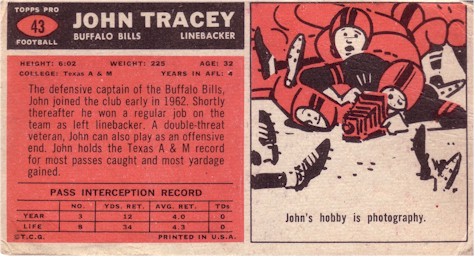 TOPPS PRO
43
FOOTBALL
JOHN TRACEY
BUFFALO BILLS LINEBACKER
HEIGHT: 6:02 WEIGHT: 225 AGE: 32
COLLEGE: Texas A & M YEARS IN AFL: 4
The defensive captain of the Buffalo Bills,
John joined the club early in 1962. Shortly
thereafter he won a regular job on the
team as left linebacker. A double-threat
veteran, John can also play as an offensive
end. John holds the Texas A & M record
for most passes caught and most yardage
gained.
PASS INTERCEPTION RECORD
NO. YDS. RET. AVG. RET. TDs
YEAR 3 12 4.0 0
LIFE 8 34 4.3 0
©T.C.G. PRINTED IN U.S.A.
John's hobby is photography.